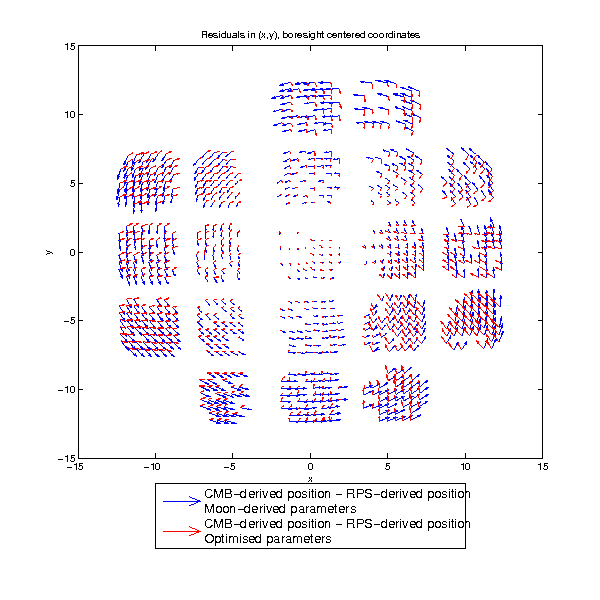 Residuals in (x,y), boresight centered coordinates
15
10
5
0
−5
−10
−15
y
−15
−10
−5
0
5
10
15
x
CMB−derived position − RPS−derived position
Moon−derived parameters
CMB−derived position − RPS−derived position
Optimised parameters